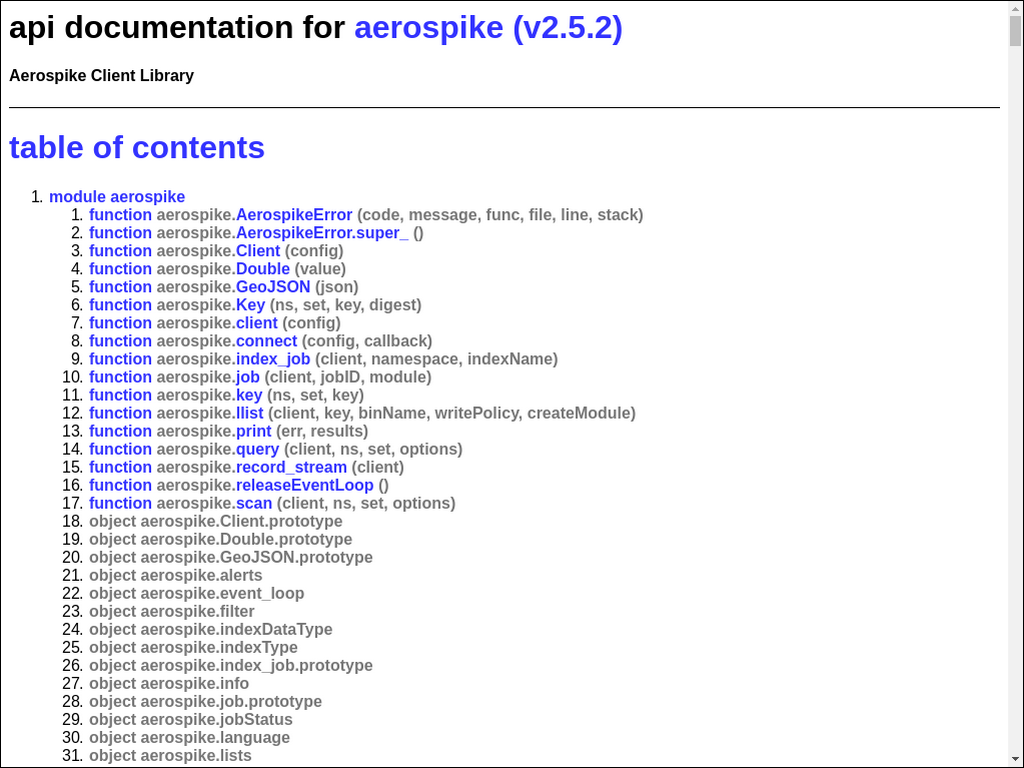 api documentation for aerospike (v2.5.2)
Aerospike Client Library
table of contents
1. module aerospike
1. function aerospike.AerospikeError (code, message, func, file, line, stack)
2. function aerospike.AerospikeError.super_ ()
3. function aerospike.Client (config)
4. function aerospike.Double (value)
5. function aerospike.GeoJSON (json)
6. function aerospike.Key (ns, set, key, digest)
7. function aerospike.client (config)
8. function aerospike.connect (config, callback)
9. function aerospike.index_job (client, namespace, indexName)
10. function aerospike.job (client, jobID, module)
11. function aerospike.key (ns, set, key)
12. function aerospike.llist (client, key, binName, writePolicy, createModule)
13. function aerospike.print (err, results)
14. function aerospike.query (client, ns, set, options)
15. function aerospike.record_stream (client)
16. function aerospike.releaseEventLoop ()
17. function aerospike.scan (client, ns, set, options)
18. object aerospike.Client.prototype
19. object aerospike.Double.prototype
20. object aerospike.GeoJSON.prototype
21. object aerospike.alerts
22. object aerospike.event_loop
23. object aerospike.filter
24. object aerospike.indexDataType
25. object aerospike.indexType
26. object aerospike.index_job.prototype
27. object aerospike.info
28. object aerospike.job.prototype
29. object aerospike.jobStatus
30. object aerospike.language
31. object aerospike.lists